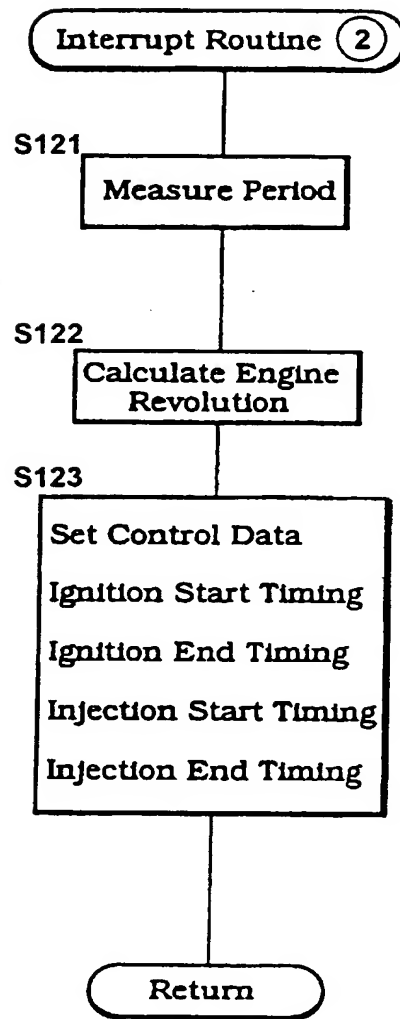 Interrupt Routine 2
S121
Measure Period
S122
Calculate Engine
Revolution
S123
Set Control Data
Ignition Start Timing
Ignition End Timing
Injection Start Timing
Injection End Timing
Return